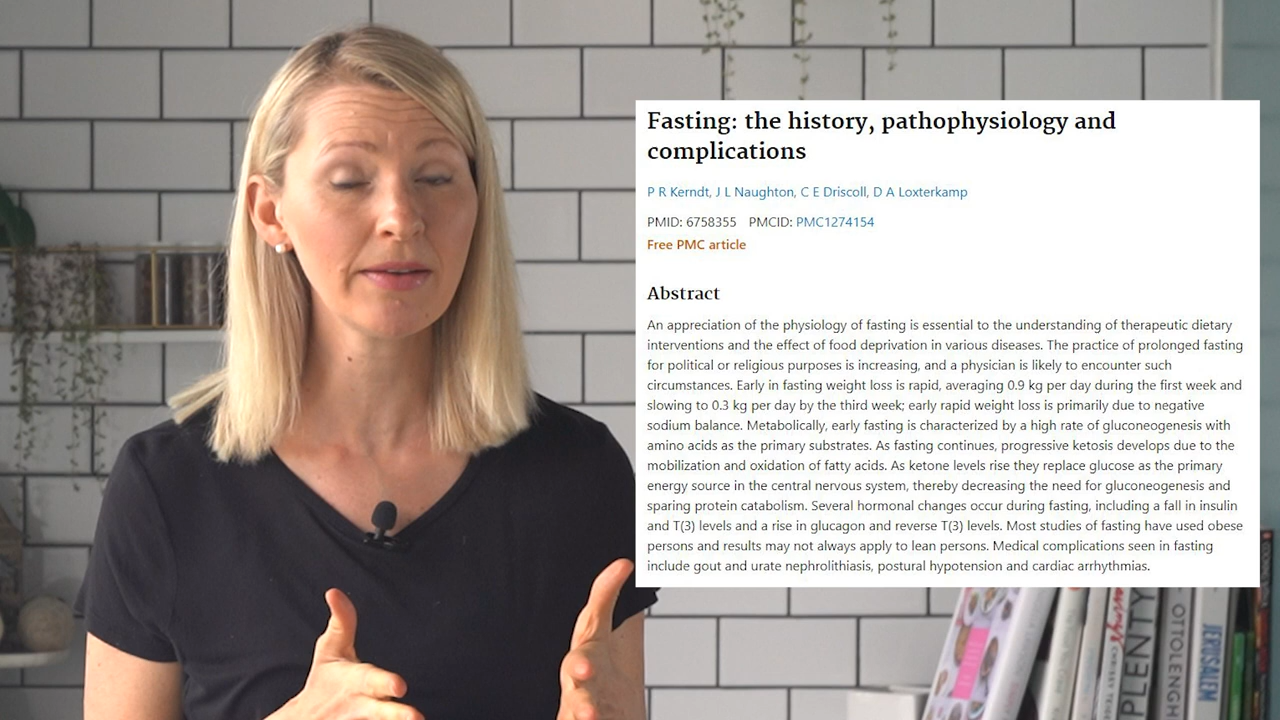 Fasting: the history, pathophysiology and
complications
P R Kerndt, J L Naughton, C E Driscoll, D A Loxterkamp
PMID: 6758355 PMCID: PMC1274154
Free PMC article
Abstract
An appreciation of the physiology of fasting is essential to the understanding of therapeutic dietary
interventions and the effect of food deprivation in various diseases. The practice of prolonged fasting
for political or religious purposes is increasing, and a physician is likely to encounter such
circumstances. Early in fasting weight loss is rapid, averaging 0.9 kg per day during the first week and
slowing to 0.3 kg per day by the third week; early rapid weight loss is primarily due to negative
sodium balance. Metabolically, early fasting is characterized by a high rate of gluconeogenesis with
amino acids as the primary substrates. As fasting continues, progressive ketosis develops due to the
mobilization and oxidation of fatty acids. As ketone levels rise they replace glucose as the primary
energy source in the central nervous system, thereby decreasing the need for gluconeogenesis and
sparing protein catabolism. Several hormonal changes occur during fasting, including a fall in insulin
and T(3) levels and a rise in glucagon and reverse T(3) levels. Most studies of fasting have used obese
persons and results may not always apply to lean persons. Medical complications seen in fasting
include gout and urate nephrolithiasis, postural hypotension and cardiac arrhythmias.
PLENTY
OTTOLENGH
JERUSALEM